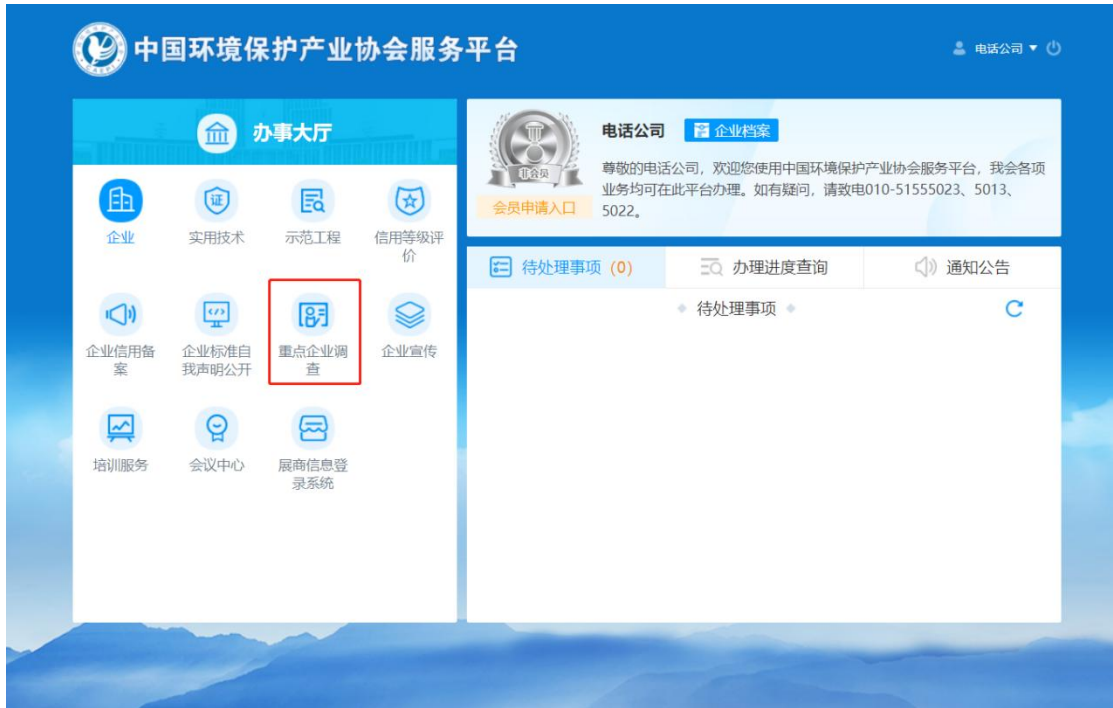 中国环境保护产业协会服务平台
电话公司
办事大厅
企业
实用技术
示范工程
信用等级评
价
企业信用备
案
企业标准自
我声明公开
重点企业调
查
企业宣传
培训服务
会议中心
展商信息登
录系统
非会员
会员申请入口
电话公司
企业档案
尊敬的电话公司，欢迎您使用中国环境保护产业协会服务平台，我会各项
业务均可在此平台办理。如有疑问，请致电010-51555023、5013、
5022。
待处理事项 (0)
办理进度查询
通知公告
待处理事项